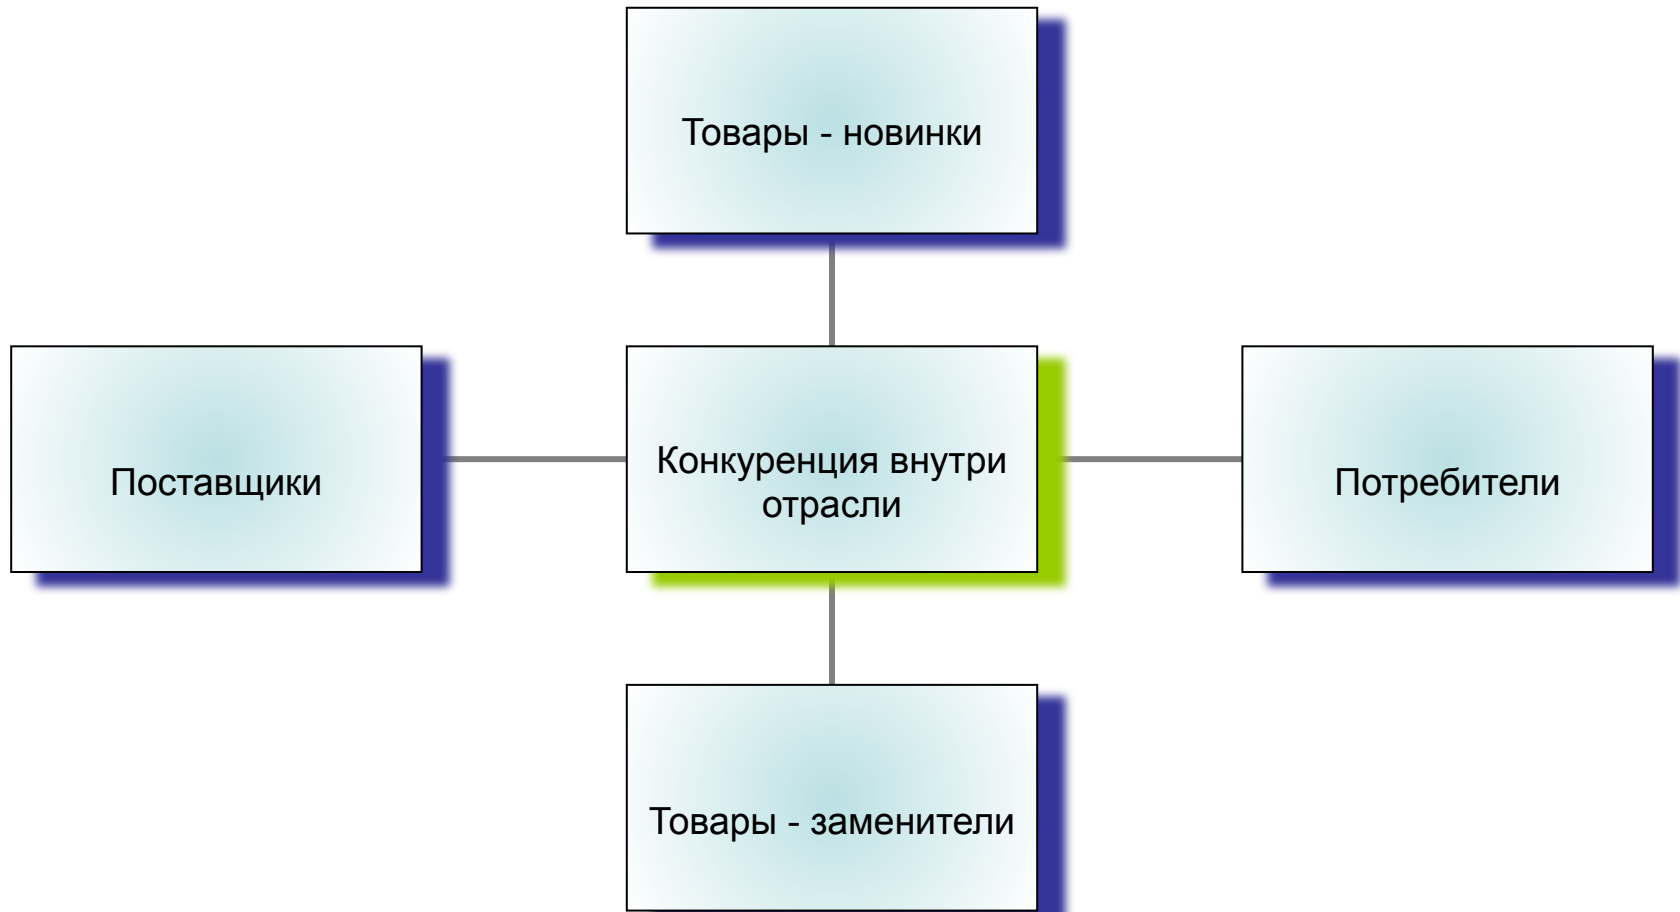 Товары - новинки
Поставщики
Конкуренция внутри
отрасли
Потребители
Товары - заменители